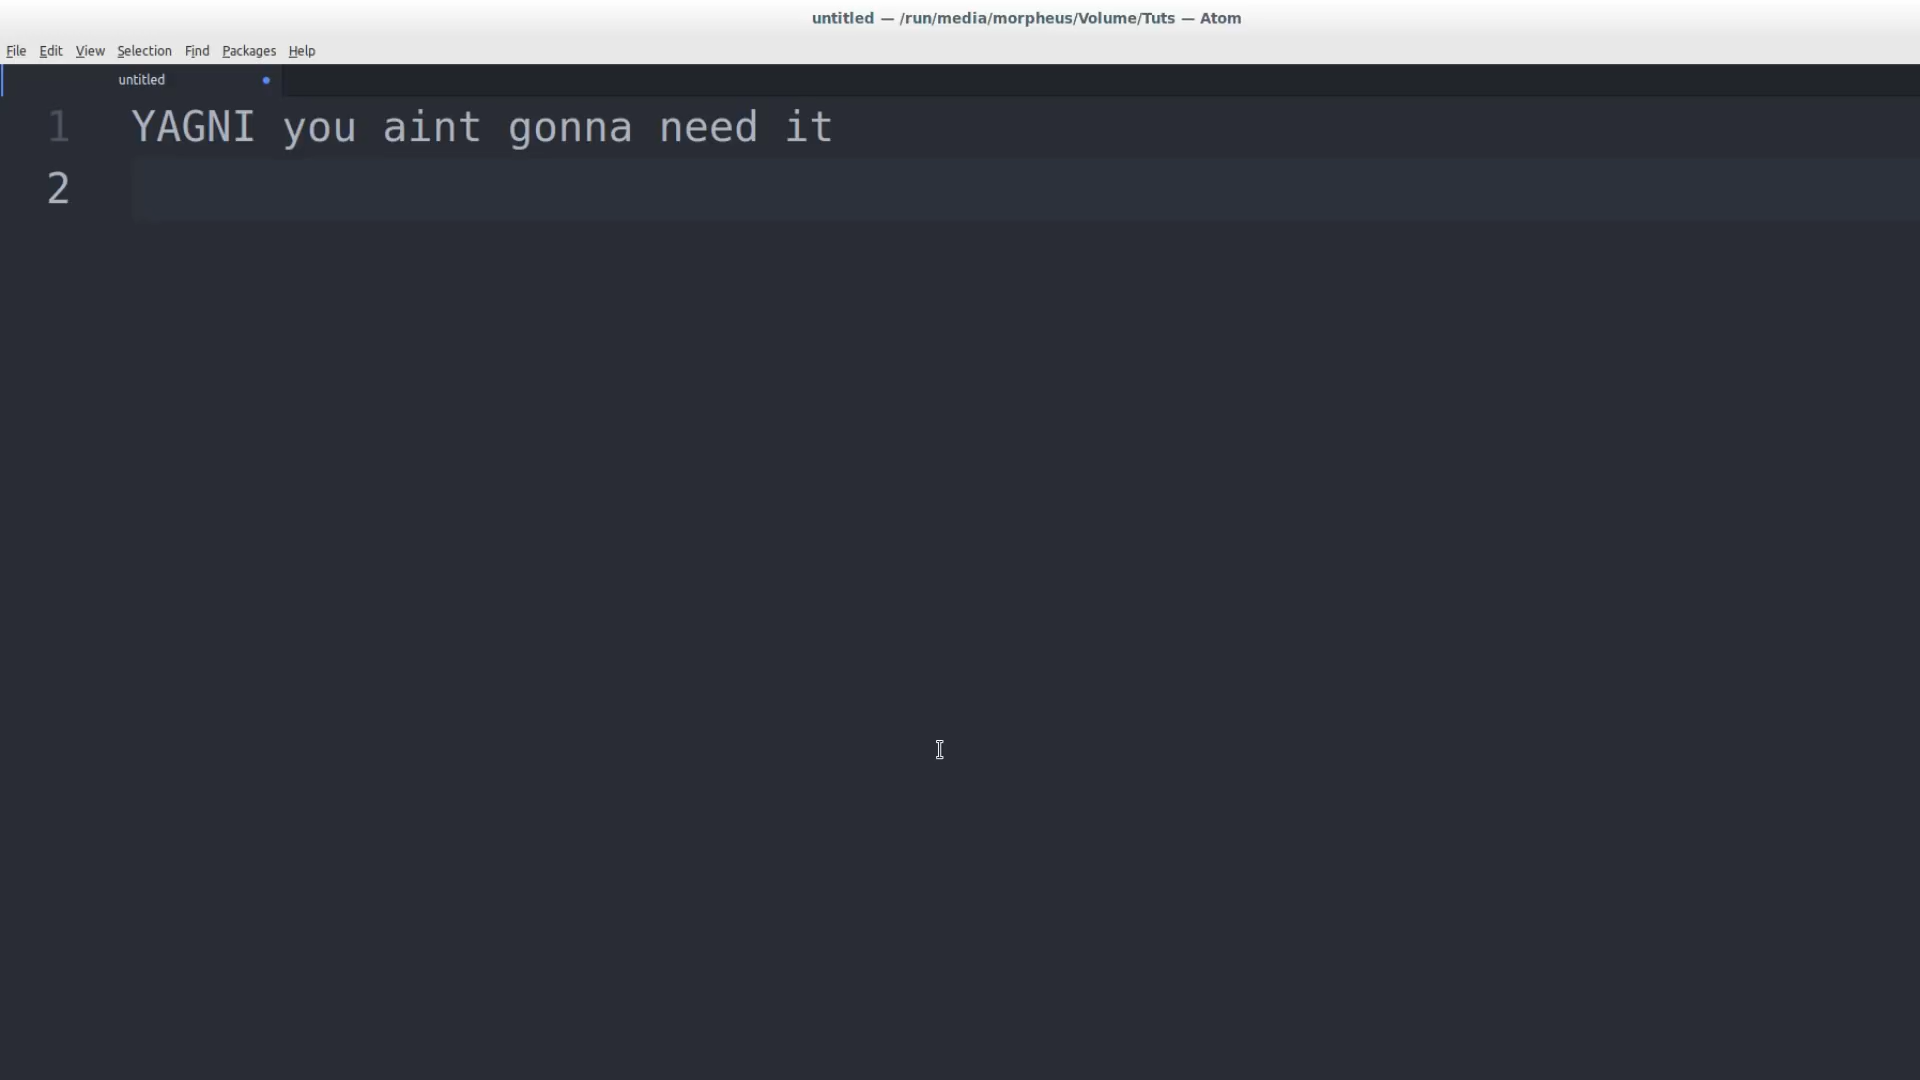 untitled — /run/media/morpheus/Volume/Tuts — Atom
File Edit View Selection Find Packages Help
untitled
1 YAGNI you aint gonna need it
2